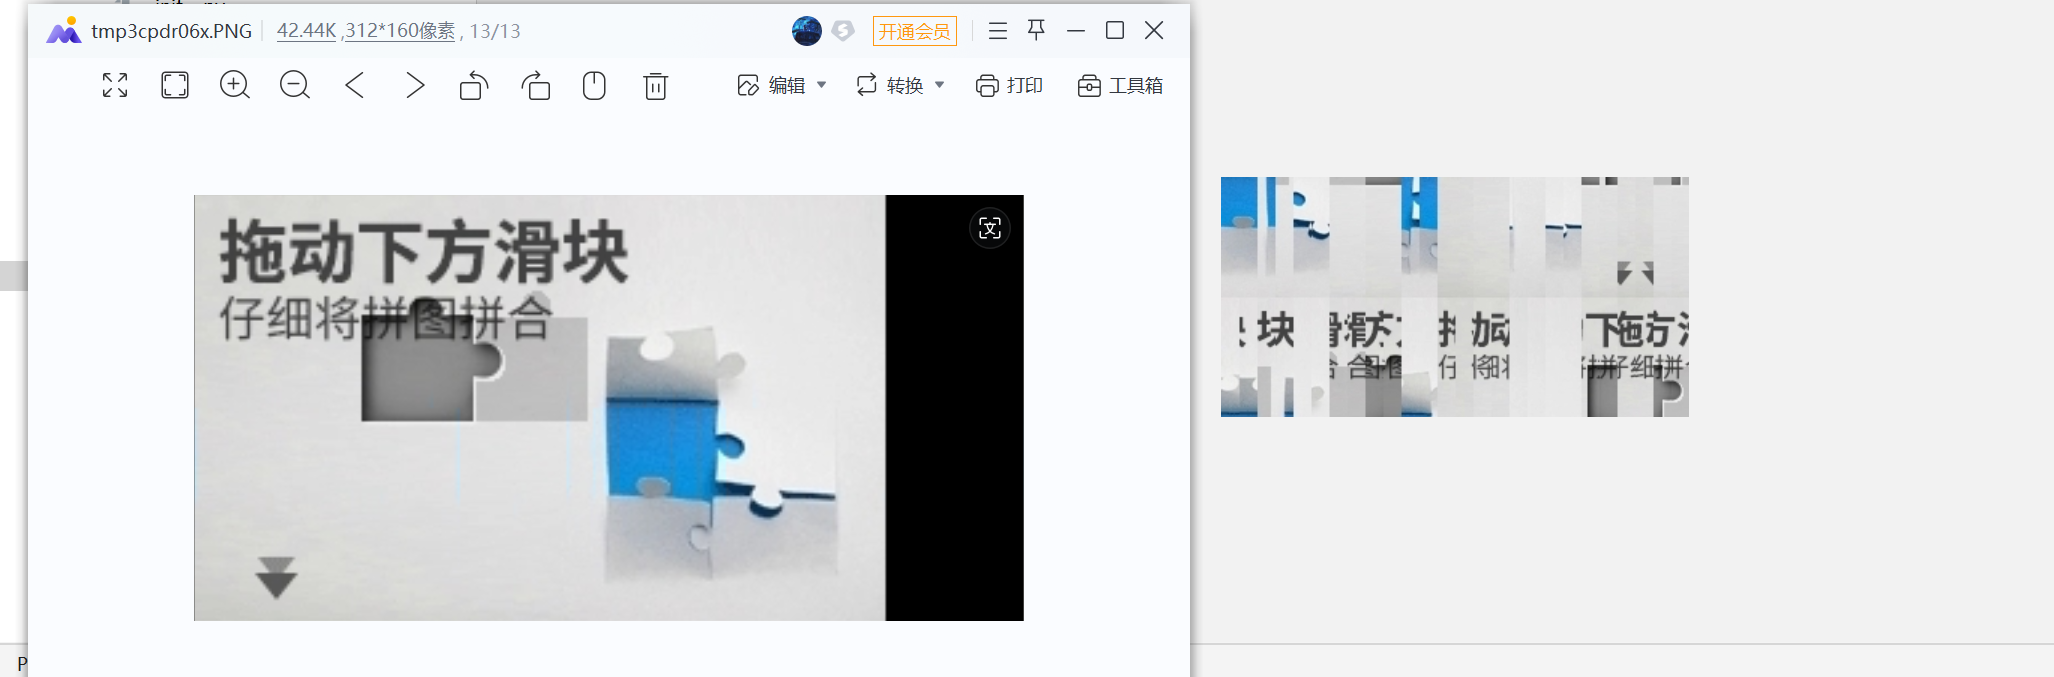 tmp3cpdr06x.PNG 42.44K ,312*160像素 , 13/13
开通会员
编辑 转换 打印 工具箱
拖动下方滑块
仔细将拼图拼合
块
P